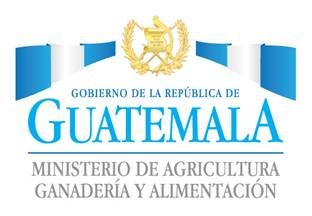 GOBIERNO DE LA REPÚBLICA DE
GUATEMALA
MINISTERIO DE AGRICULTURA
GANADERÍA Y ALIMENTACIÓN